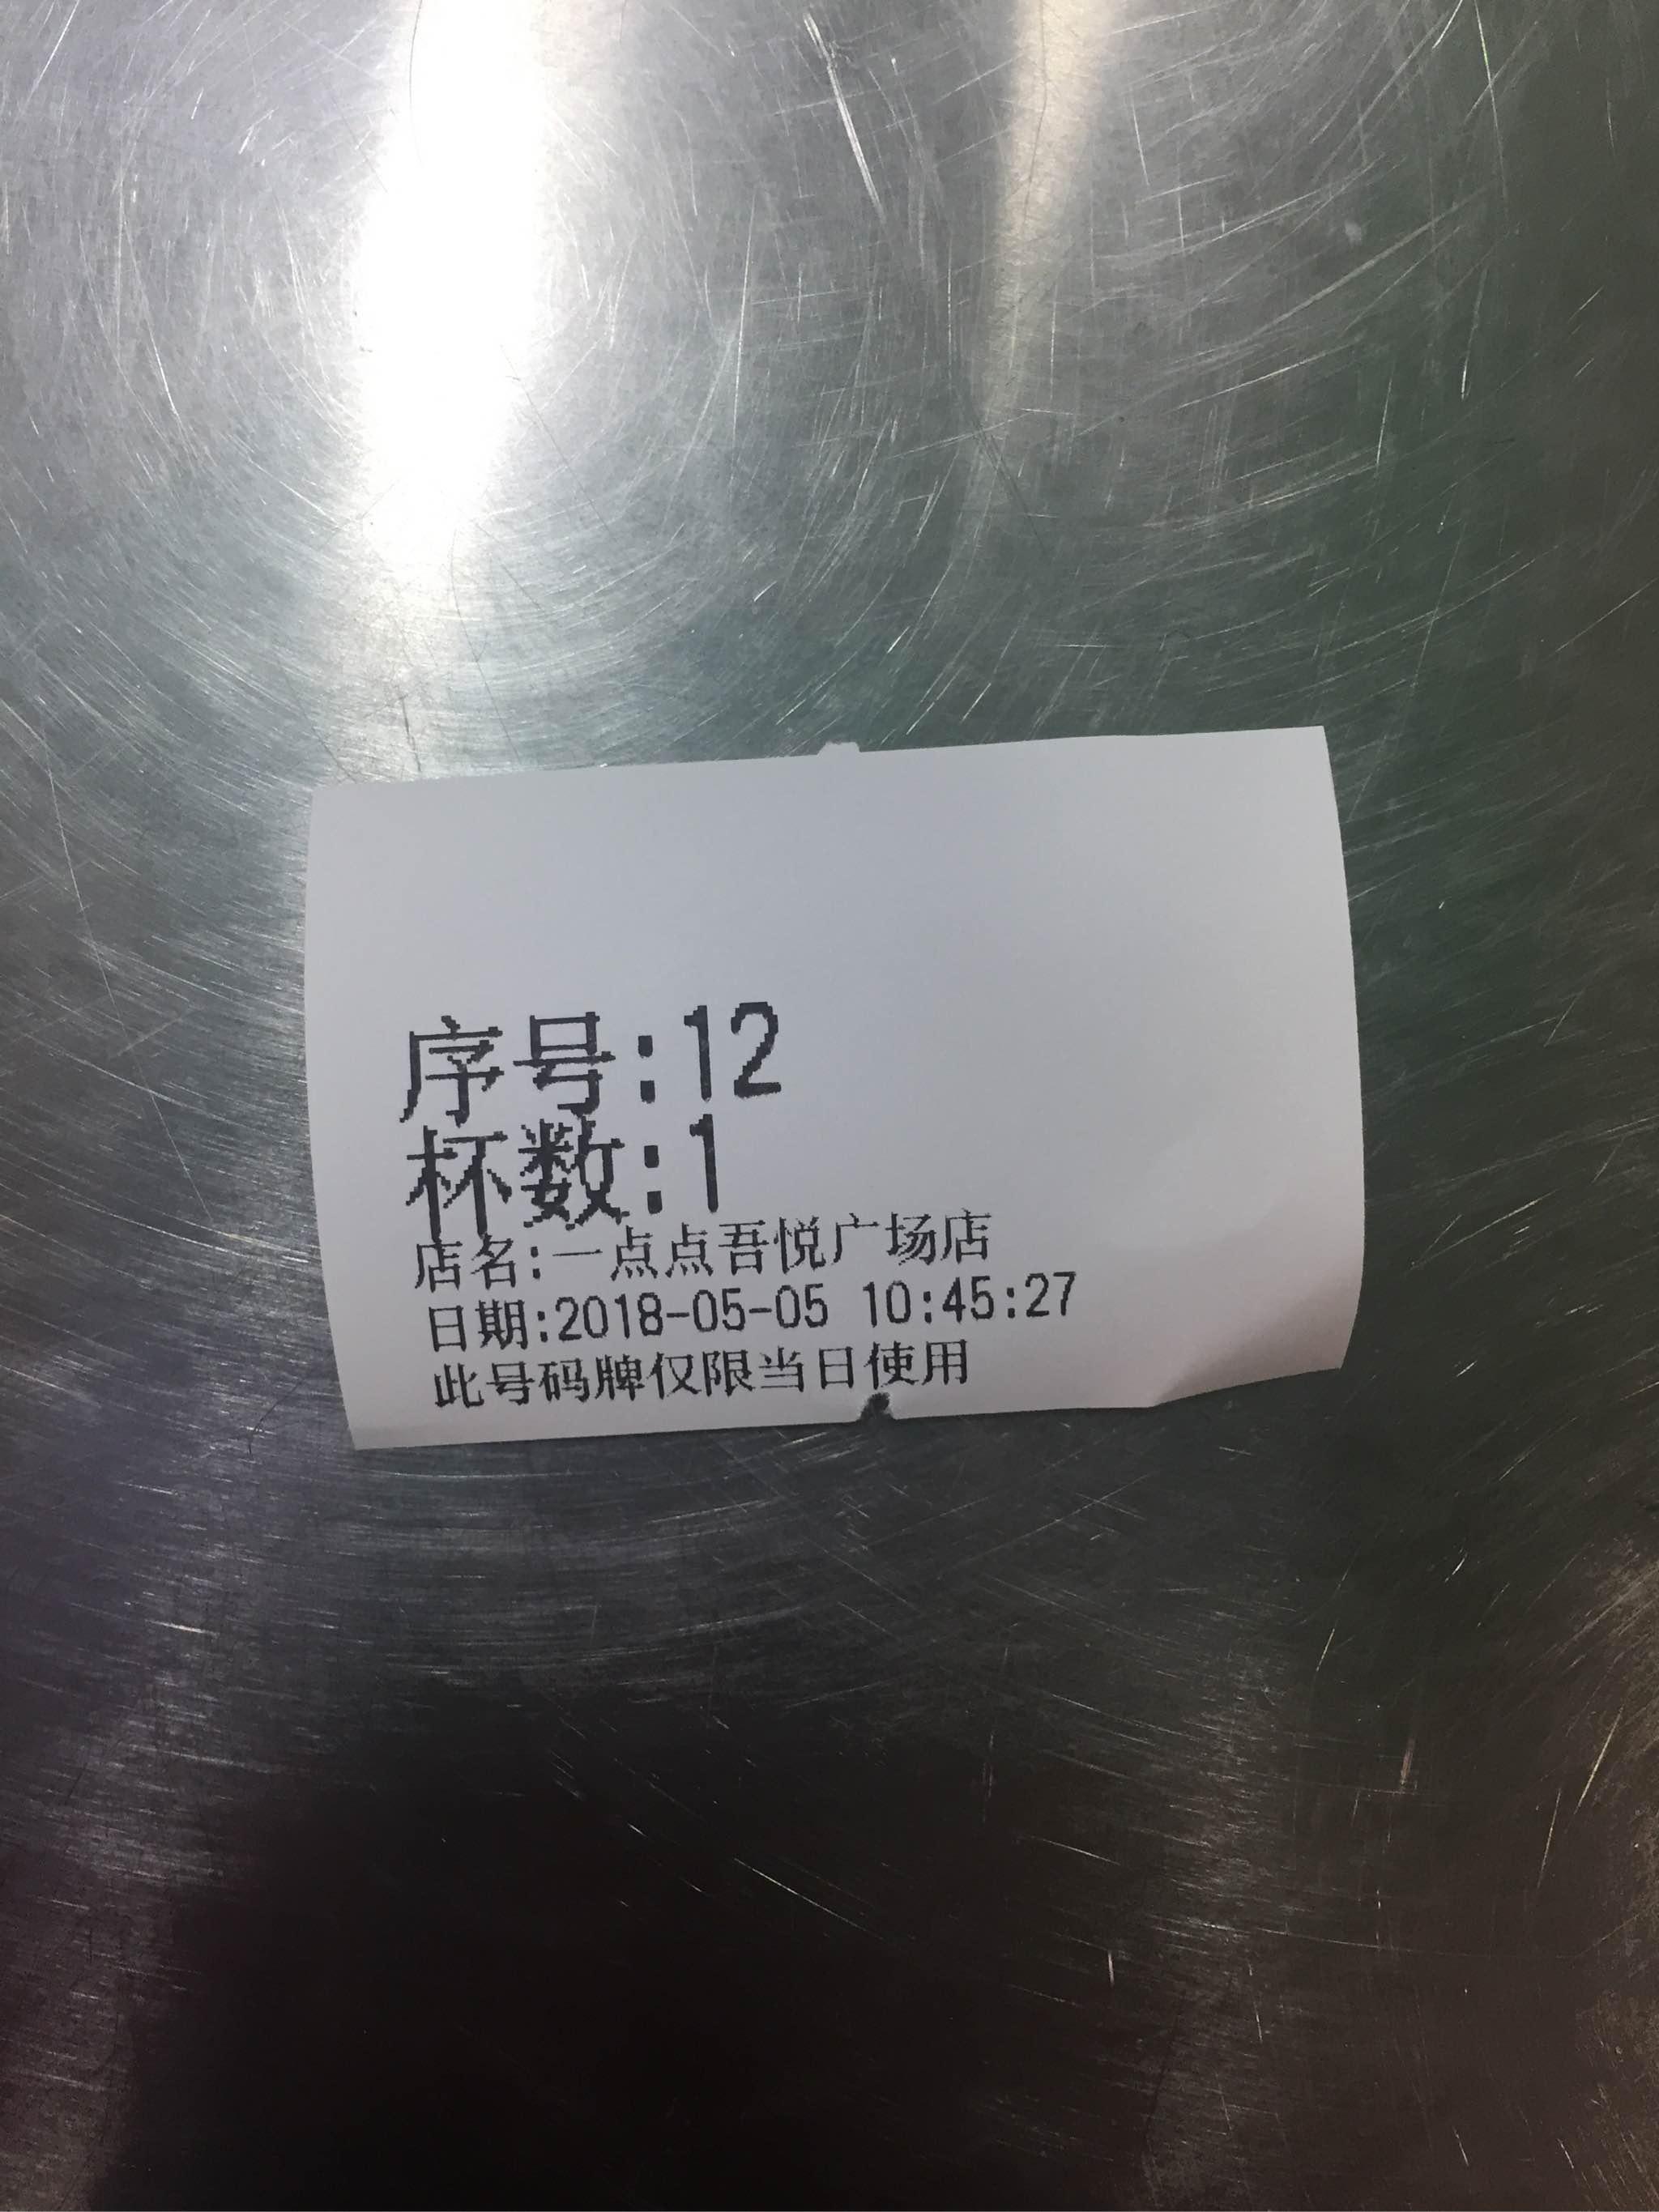 序号:12
杯数:1
店名:一点点吾悦广场店
日期:2018-05-05 10:45:27
此号码牌仅限当日使用